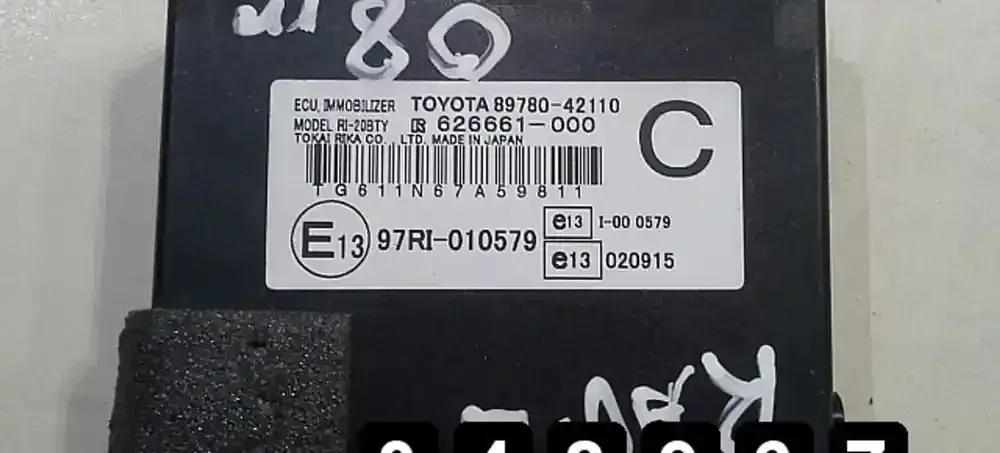 80
ECU, IMMOBILIZER TOYOTA 89780-42110
MODEL RI-20BTY 626661-000
TOKAI RIKA CO., LTD. MADE IN JAPAN
C
TG611N67A59811
E13 97RI-010579
e13 I-00 0579
e13 020915